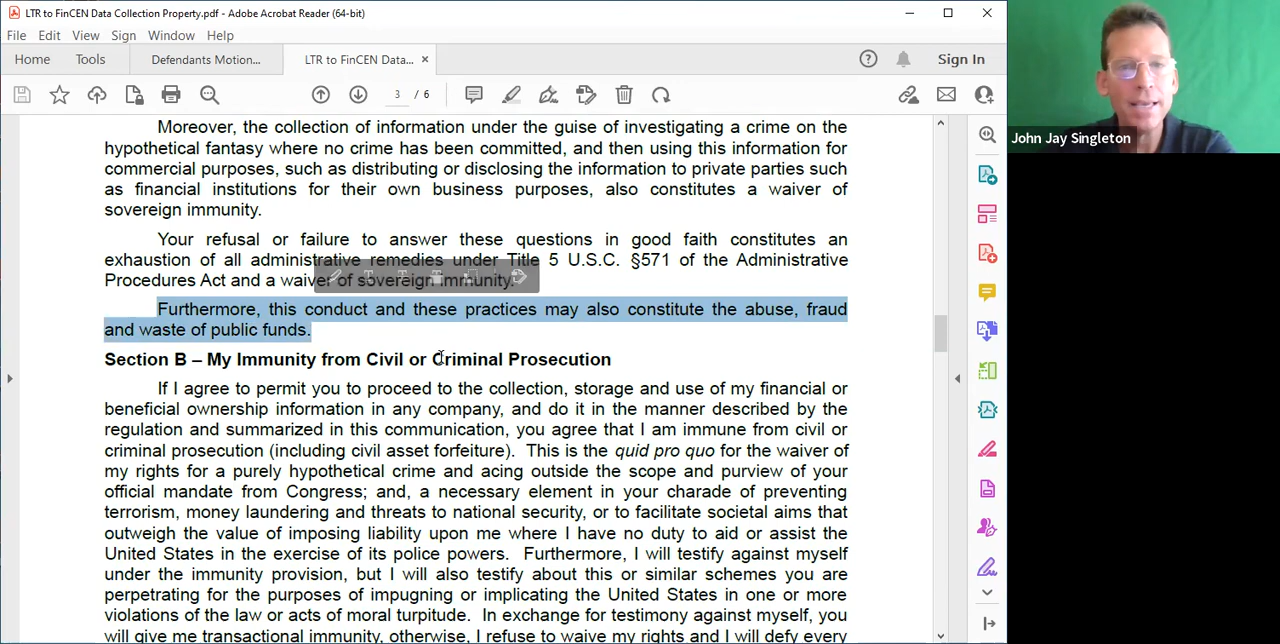 LTR to FinCEN Data Collection Property.pdf - Adobe Acrobat Reader (64-bit)
File Edit View Sign Window Help
Home Tools Defendants Motion... LTR to FinCEN Data... × Sign In
3 / 6
John Jay Singleton
Moreover, the collection of information under the guise of investigating a crime on the
hypothetical fantasy where no crime has been committed, and then using this information for
commercial purposes, such as distributing or disclosing the information to private parties such
as financial institutions for their own business purposes, also constitutes a waiver of
sovereign immunity.
Your refusal or failure to answer these questions in good faith constitutes an
exhaustion of all administrative remedies under Title 5 U.S.C. §571 of the Administrative
Procedures Act and a waiver of sovereign immunity.
Furthermore, this conduct and these practices may also constitute the abuse, fraud
and waste of public funds.
Section B – My Immunity from Civil or Criminal Prosecution
If I agree to permit you to proceed to the collection, storage and use of my financial or
beneficial ownership information in any company, and do it in the manner described by the
regulation and summarized in this communication, you agree that I am immune from civil or
criminal prosecution (including civil asset forfeiture). This is the quid pro quo for the waiver of
my rights for a purely hypothetical crime and acing outside the scope and purview of your
official mandate from Congress; and, a necessary element in your charade of preventing
terrorism, money laundering and threats to national security, or to facilitate societal aims that
outweigh the value of imposing liability upon me where I have no duty to aid or assist the
United States in the exercise of its police powers. Furthermore, I will testify against myself
under the immunity provision, but I will also testify about this or similar schemes you are
perpetrating for the purposes of impugning or implicating the United States in one or more
violations of the law or acts of moral turpitude. In exchange for testimony against myself, you
will give me transactional immunity, otherwise, I refuse to waive my rights and I will defy every